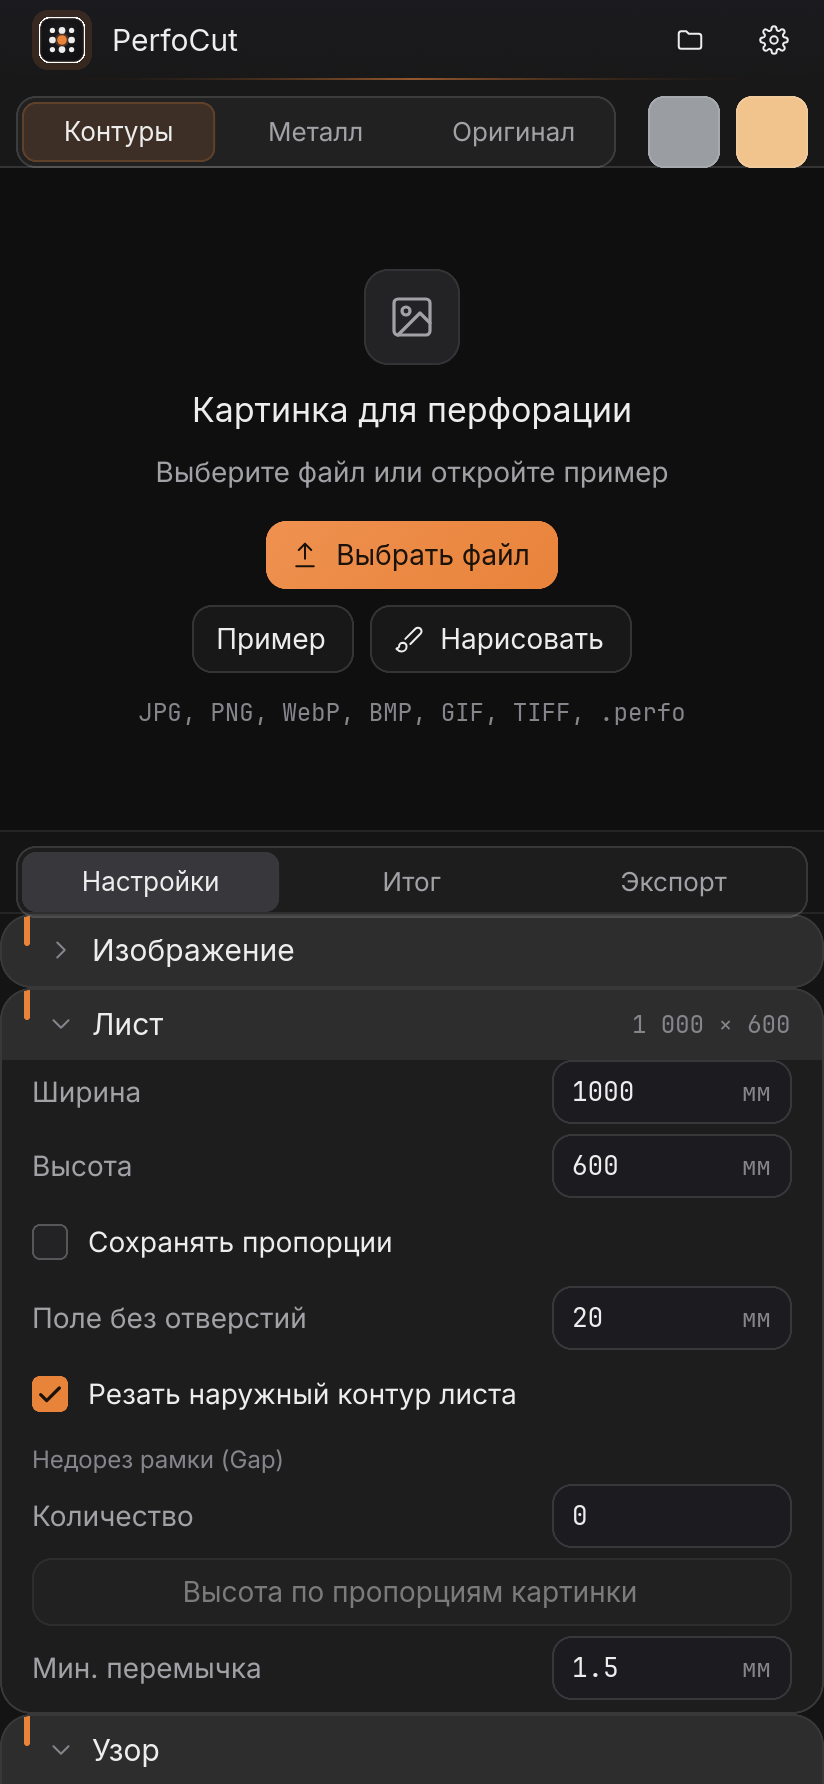 PerfoCut
Контуры Металл Оригинал
Картинка для перфорации
Выберите файл или откройте пример
Выбрать файл
Пример Нарисовать
JPG, PNG, WebP, BMP, GIF, TIFF, .perfo
Настройки Итог Экспорт
Изображение
Лист 1 000 × 600
Ширина 1000 мм
Высота 600 мм
Сохранять пропорции
Поле без отверстий 20 мм
Резать наружный контур листа
Недорез рамки (Gap)
Количество 0
Высота по пропорциям картинки
Мин. перемычка 1.5 мм
Узор